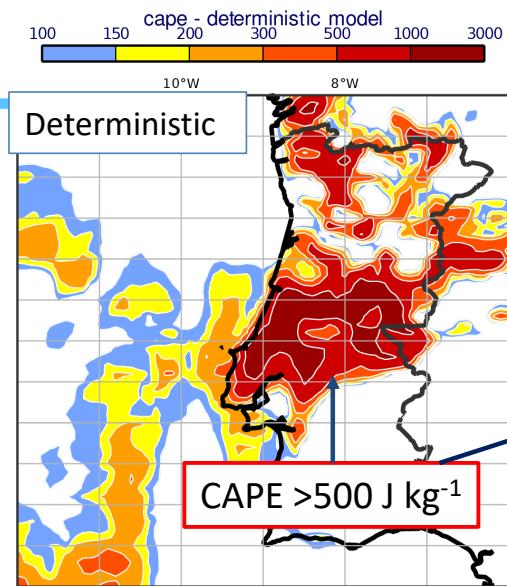 cape - deterministic model
100 150 200 300 500 1000 3000
10°W 8°W
Deterministic
CAPE >500 J kg⁻¹